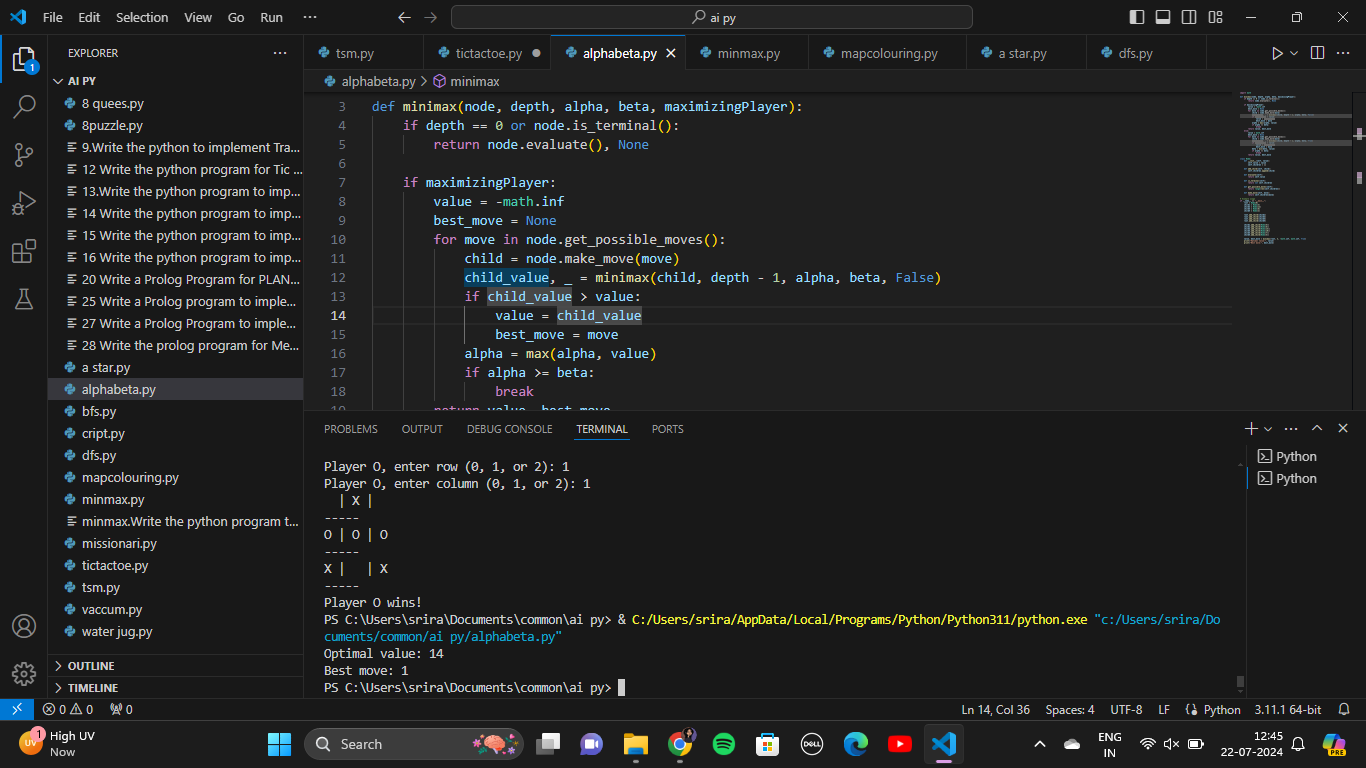 File Edit Selection View Go Run ··· ai py
EXPLORER ···
AI PY
8 quees.py
8puzzle.py
9.Write the python to implement Tra...
12 Write the python program for Tic ...
13.Write the python program to imp...
14 Write the python program to imp...
15 Write the python program to imp...
16 Write the python program to imp...
20 Write a Prolog Program for PLAN...
25 Write a Prolog program to imple...
27 Write a Prolog Program to imple...
28 Write the prolog program for Me...
a star.py
alphabeta.py
bfs.py
cript.py
dfs.py
mapcolouring.py
minmax.py
minmax.Write the python program t...
missionari.py
tictactoe.py
tsm.py
vaccum.py
water jug.py
OUTLINE
TIMELINE
1
tsm.py tictactoe.py alphabeta.py minmax.py mapcolouring.py a star.py dfs.py
alphabeta.py > minimax
3 def minimax(node, depth, alpha, beta, maximizingPlayer):
4 if depth == 0 or node.is_terminal():
5 return node.evaluate(), None
6
7 if maximizingPlayer:
8 value = -math.inf
9 best_move = None
10 for move in node.get_possible_moves():
11 child = node.make_move(move)
12 child_value, _ = minimax(child, depth - 1, alpha, beta, False)
13 if child_value > value:
14 value = child_value
15 best_move = move
16 alpha = max(alpha, value)
17 if alpha >= beta:
18 break
19 return value, best_move
PROBLEMS OUTPUT DEBUG CONSOLE TERMINAL PORTS
Player O, enter row (0, 1, or 2): 1
Player O, enter column (0, 1, or 2): 1
| X |
-----
O | O | O
-----
X |   | X
-----
Player O wins!
PS C:\Users\srira\Documents\common\ai py> & C:/Users/srira/AppData/Local/Programs/Python/Python311/python.exe "c:/Users/srira/Do
cuments/common/ai py/alphabeta.py"
Optimal value: 14
Best move: 1
PS C:\Users\srira\Documents\common\ai py>
Python
Python
0 0 0 Ln 14, Col 36 Spaces: 4 UTF-8 LF Python 3.11.1 64-bit
UV 1 High UV
Now
Search
DELL
ENG
IN
12:45
22-07-2024
PRE